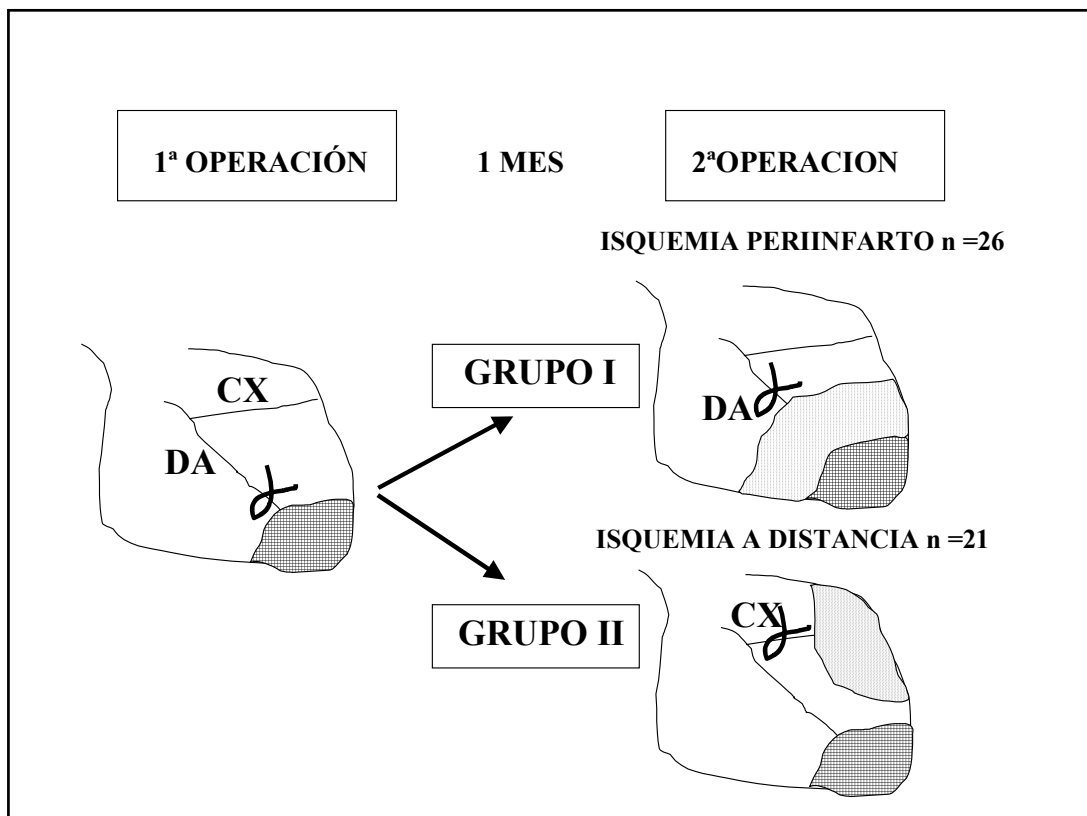 1ª OPERACIÓN
1 MES
2ªOPERACION
ISQUEMIA PERIINFARTO n =26
GRUPO I
CX
DA
DA
ISQUEMIA A DISTANCIA n =21
GRUPO II
CX